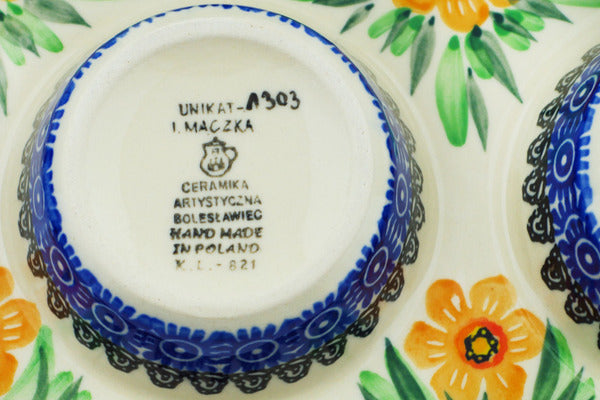 UNIKAT-A303
I. MACZKA
CERAMIKA
ARTYSTYCZNA
BOLESŁAWIEC
HAND MADE
IN POLAND
K.L.-821